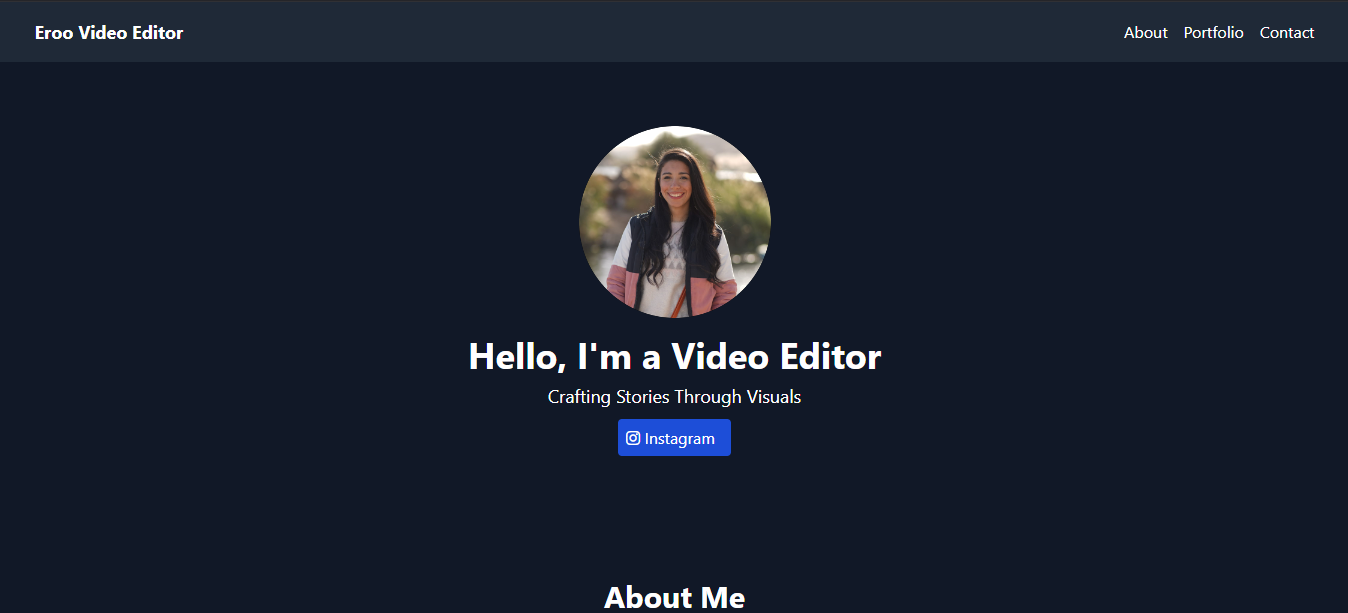 Eroo Video Editor
About Portfolio Contact
Hello, I'm a Video Editor
Crafting Stories Through Visuals
Instagram
About Me